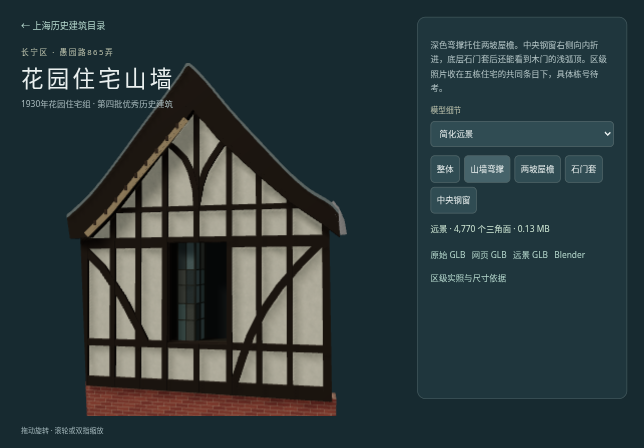 ← 上海历史建筑目录
长宁区 · 愚园路865弄
花园住宅山墙
1930年花园住宅组 · 第四批优秀历史建筑
深色弯撑托住两坡屋檐。中央钢窗右侧向内折
进，底层石门套后还能看到木门的浅弧顶。区级
照片收在五栋住宅的共同条目下，具体栋号待
考。
模型细节
简化远景
整体 山墙弯撑 两坡屋檐 石门套
中央钢窗
远景 · 4,770 个三角面 · 0.13 MB
原始 GLB 网页 GLB 远景 GLB Blender
区级实照与尺寸依据
拖动旋转 · 滚轮或双指缩放